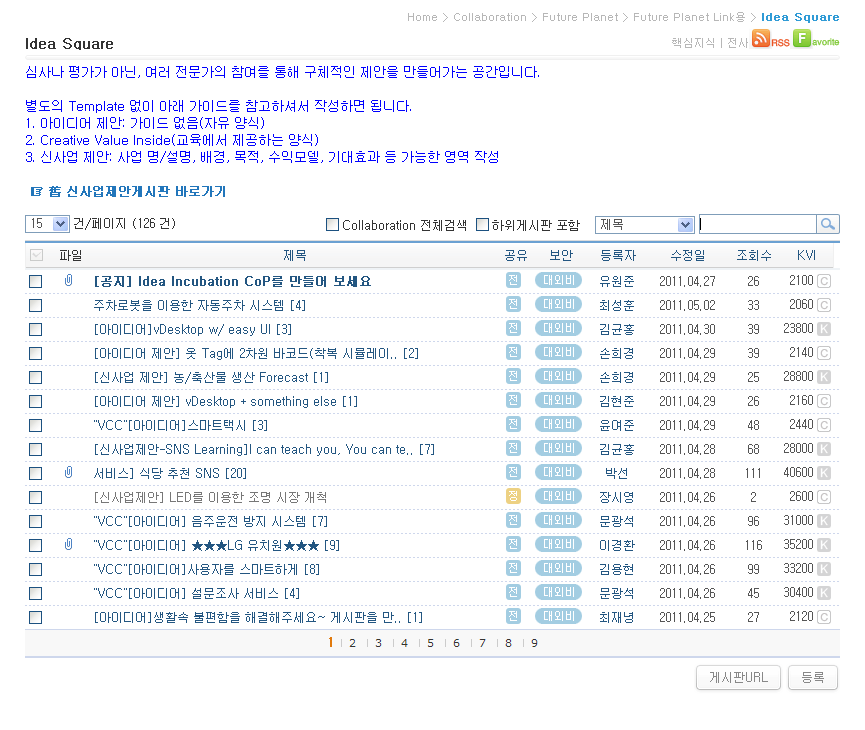 Home > Collaboration > Future Planet > Future Planet Link용 > Idea Square
Idea Square
핵심지식 | 전사 RSS Favorite
심사나 평가가 아닌, 여러 전문가의 참여를 통해 구체적인 제안을 만들어가는 공간입니다.
별도의 Template 없이 아래 가이드를 참고하셔서 작성하면 됩니다.
1. 아이디어 제안: 가이드 없음(자유 양식)
2. Creative Value Inside(교육에서 제공하는 양식)
3. 신사업 제안: 사업 명/설명, 배경, 목적, 수익모델, 기대효과 등 가능한 영역 작성
☞ 舊 신사업제안게시판 바로가기
15 건/페이지 (126 건) Collaboration 전체검색 하위게시판 포함 제목
파일 제목 공유 보안 등록자 수정일 조회수 KVI
[공지] Idea Incubation CoP를 만들어 보세요 전 대외비 유원준 2011.04.27 26 2100 C
주차로봇을 이용한 자동주차 시스템 [4] 전 대외비 최성훈 2011.05.02 33 2060 C
[아이디어]vDesktop w/ easy UI [3] 전 대외비 김균홍 2011.04.30 39 23800 K
[아이디어 제안] 옷 Tag에 2차원 바코드(착복 시뮬레이.. [2] 전 대외비 손희경 2011.04.29 39 2140 C
[신사업 제안] 농/축산물 생산 Forecast [1] 전 대외비 손희경 2011.04.29 25 28800 K
[아이디어 제안] vDesktop + something else [1] 전 대외비 김현준 2011.04.29 26 2160 C
"VCC"[아이디어]스마트택시 [3] 전 대외비 윤여준 2011.04.29 48 2440 C
[신사업제안-SNS Learning]I can teach you, You can te.. [7] 전 대외비 김균홍 2011.04.28 68 28000 K
서비스] 식당 추천 SNS [20] 전 대외비 박선 2011.04.28 111 40600 K
[신사업제안] LED를 이용한 조명 시장 개척 전 대외비 장시영 2011.04.26 2 2600 C
"VCC"[아이디어] 음주운전 방지 시스템 [7] 전 대외비 문광석 2011.04.26 96 31000 K
"VCC"[아이디어] ★★★LG 유치원★★★ [9] 전 대외비 이경환 2011.04.26 116 35200 K
"VCC"[아이디어]사용자를 스마트하게 [8] 전 대외비 김용현 2011.04.26 99 33200 K
"VCC"[아이디어] 설문조사 서비스 [4] 전 대외비 문광석 2011.04.26 45 30400 K
[아이디어]생활속 불편함을 해결해주세요~ 게시판을 만.. [1] 전 대외비 최재녕 2011.04.25 27 2120 C
1 | 2 | 3 | 4 | 5 | 6 | 7 | 8 | 9
게시판URL 등록